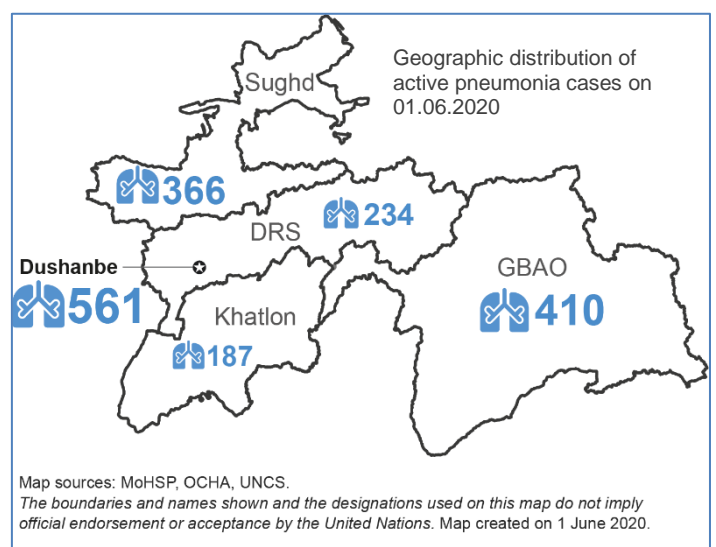 Geographic distribution of
active pneumonia cases on
01.06.2020
Sughd
366
234
DRS
Dushanbe
GBAO
561
410
Khatlon
187
Map sources: MoHSP, OCHA, UNCS.
The boundaries and names shown and the designations used on this map do not imply
official endorsement or acceptance by the United Nations. Map created on 1 June 2020.